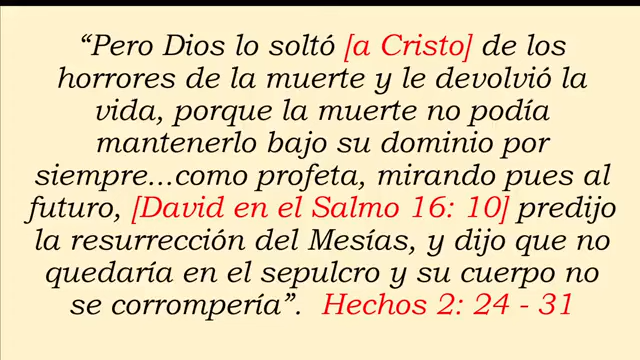 “Pero Dios lo soltó [a Cristo] de los
horrores de la muerte y le devolvió la
vida, porque la muerte no podía
mantenerlo bajo su dominio por
siempre...como profeta, mirando pues al
futuro, [David en el Salmo 16: 10] predijo
la resurrección del Mesías, y dijo que no
quedaría en el sepulcro y su cuerpo no
se corrompería”. Hechos 2: 24 - 31